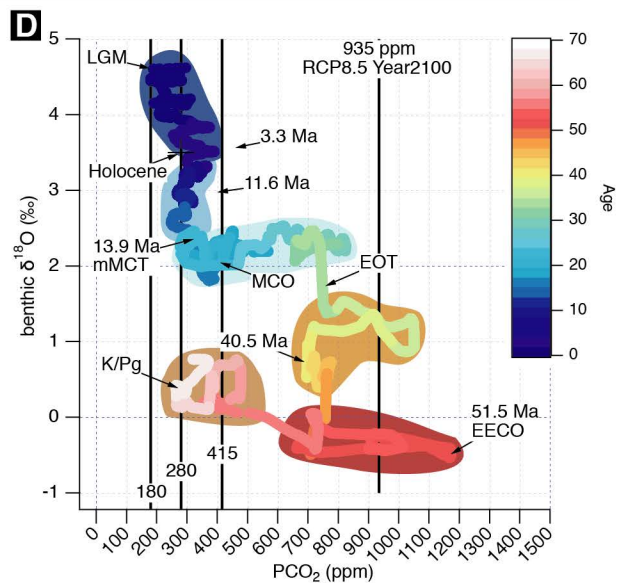 D
935 ppm
RCP8.5 Year2100
LGM
3.3 Ma
Holocene
11.6 Ma
13.9 Ma
mMCT
MCO
EOT
40.5 Ma
K/Pg
51.5 Ma
EECO
415
280
180
5
4
3
2
1
0
-1
benthic δ¹⁸O (‰)
0
100
200
300
400
500
600
700
800
900
1000
1100
1200
1300
1400
1500
PCO₂ (ppm)
70
60
50
40
30
20
10
0
Age